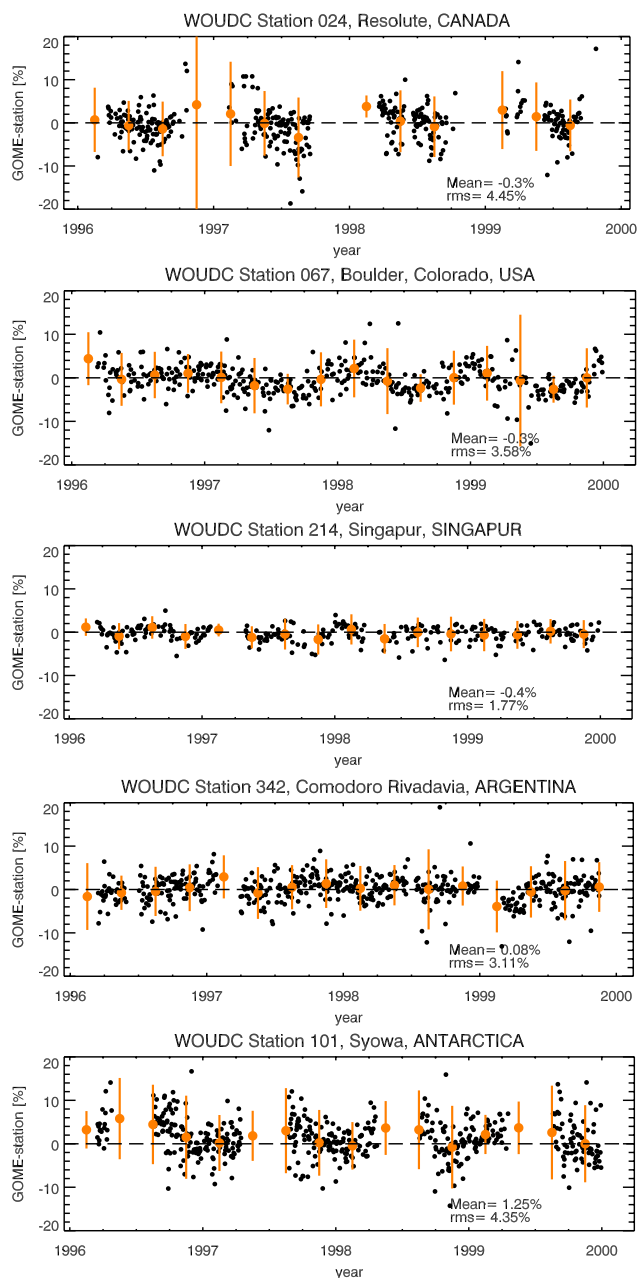 WOUDC Station 024, Resolute, CANADA
20
10
0
-10
-20
GOME-station [%]
Mean= -0.3%
rms= 4.45%
1996
1997
1998
1999
2000
year
WOUDC Station 067, Boulder, Colorado, USA
20
10
0
-10
-20
GOME-station [%]
Mean= -0.3%
rms= 3.58%
1996
1997
1998
1999
2000
year
WOUDC Station 214, Singapur, SINGAPUR
20
10
0
-10
-20
GOME-station [%]
Mean= -0.4%
rms= 1.77%
1996
1997
1998
1999
2000
year
WOUDC Station 342, Comodoro Rivadavia, ARGENTINA
20
10
0
-10
-20
GOME-station [%]
Mean= 0.08%
rms= 3.11%
1996
1997
1998
1999
2000
year
WOUDC Station 101, Syowa, ANTARCTICA
20
10
0
-10
-20
GOME-station [%]
Mean= 1.25%
rms= 4.35%
1996
1997
1998
1999
2000
year